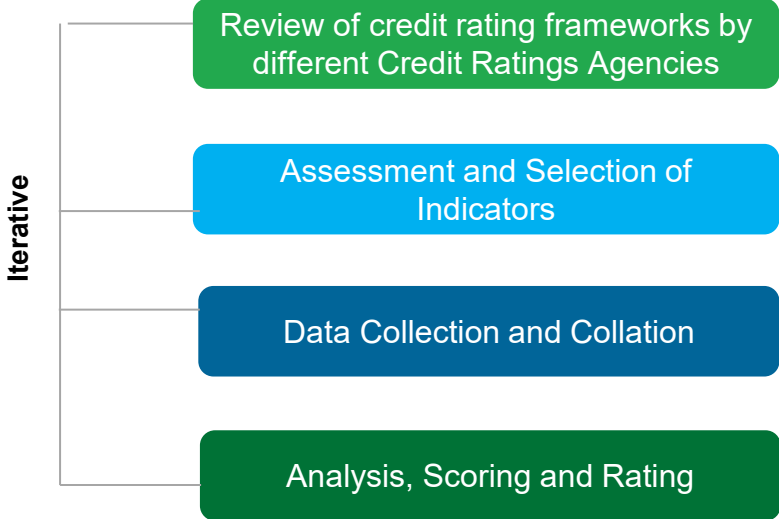 Review of credit rating frameworks by
different Credit Ratings Agencies
Assessment and Selection of
Indicators
Iterative
Data Collection and Collation
Analysis, Scoring and Rating